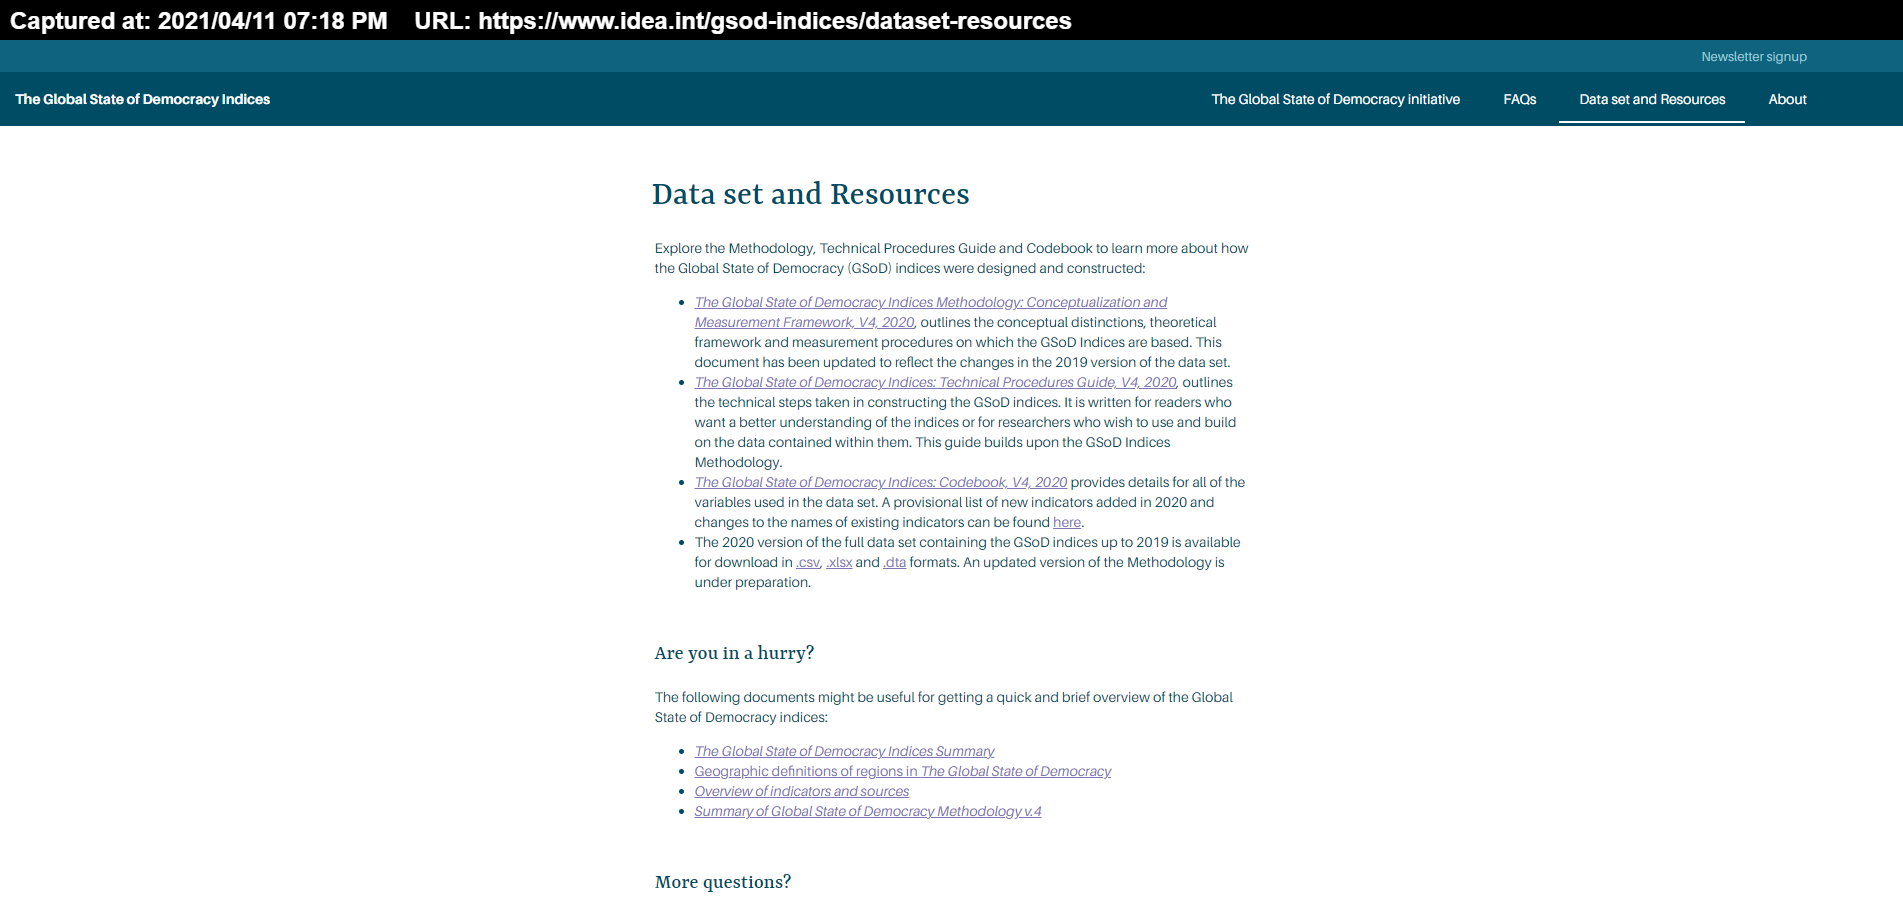 Captured at: 2021/04/11 07:18 PM URL: https://www.idea.int/gsod-indices/dataset-resources
Newsletter signup
The Global State of Democracy Indices
The Global State of Democracy initiative
FAQs
Data set and Resources
About
Data set and Resources
Explore the Methodology, Technical Procedures Guide and Codebook to learn more about how
the Global State of Democracy (GSoD) indices were designed and constructed:
• The Global State of Democracy Indices Methodology: Conceptualization and
Measurement Framework, V4, 2020, outlines the conceptual distinctions, theoretical
framework and measurement procedures on which the GSoD Indices are based. This
document has been updated to reflect the changes in the 2019 version of the data set.
• The Global State of Democracy Indices: Technical Procedures Guide, V4, 2020, outlines
the technical steps taken in constructing the GSoD indices. It is written for readers who
want a better understanding of the indices or for researchers who wish to use and build
on the data contained within them. This guide builds upon the GSoD Indices
Methodology.
• The Global State of Democracy Indices: Codebook, V4, 2020 provides details for all of the
variables used in the data set. A provisional list of new indicators added in 2020 and
changes to the names of existing indicators can be found here.
• The 2020 version of the full data set containing the GSoD indices up to 2019 is available
for download in .csv, .xlsx and .dta formats. An updated version of the Methodology is
under preparation.
Are you in a hurry?
The following documents might be useful for getting a quick and brief overview of the Global
State of Democracy indices:
• The Global State of Democracy Indices Summary
• Geographic definitions of regions in The Global State of Democracy
• Overview of indicators and sources
• Summary of Global State of Democracy Methodology v.4
More questions?